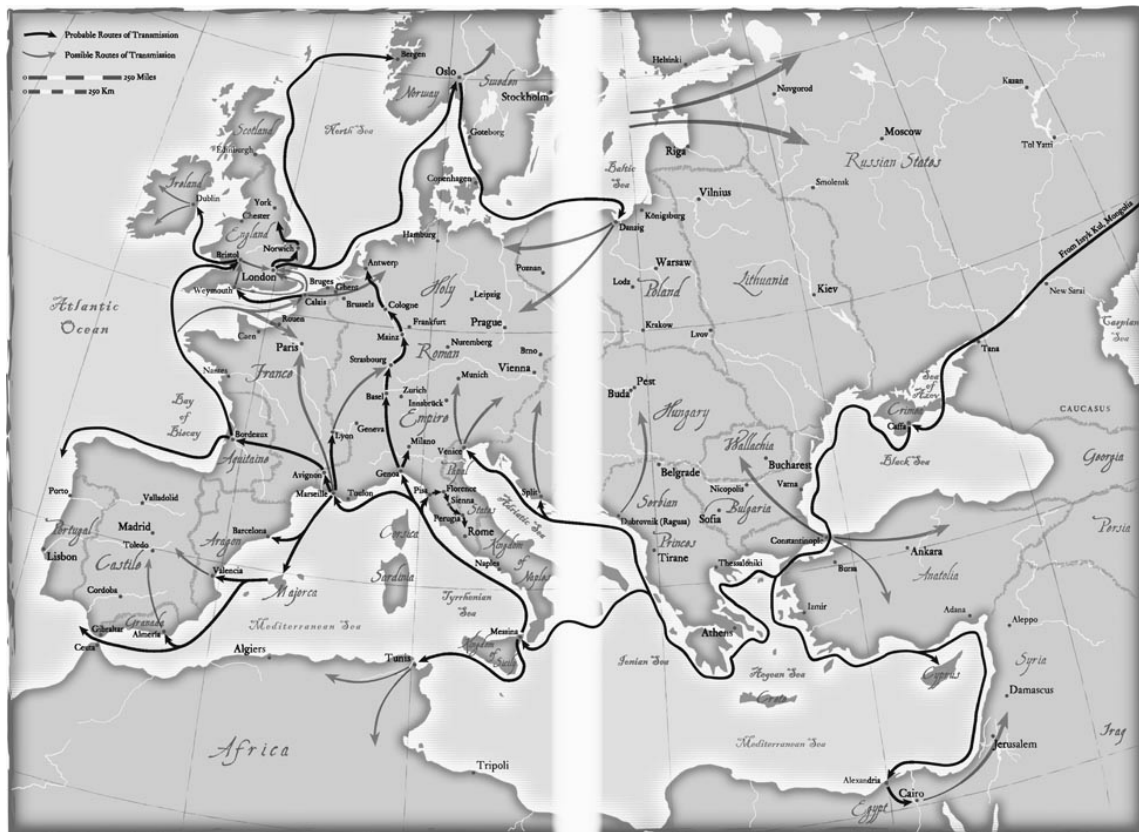 Probable Routes of Transmission
Possible Routes of Transmission
250 Miles
250 Km
Bergen
Oslo
Norway
Sweden
Stockholm
Helsinki
Novgorod
Kazan
Moscow
Tol Yatti
Russian States
North Sea
Scotland
Edinburgh
Goteborg
Riga
Baltic
Sea
Smolensk
Ireland
Dublin
Copenhagen
Vilnius
York
Chester
England
Königsburg
Danzig
From Issyk Kul, Mongolia
Norwich
Hamburg
Bristol
London
Antwerp
Poznan
Warsaw
Lithuania
Weymouth
Bruges
Ghent
Calais
Brussels
Cologne
Holy
Leipzig
Lodz
Poland
Kiev
New Sarai
Atlantic
Ocean
Rouen
Caen
Paris
Frankfurt
Mainz
Prague
Krakow
Lvov
Caspian
Sea
Nuremberg
Roman
Strasbourg
Brno
Vienna
Tana
Nantes
France
Munich
Zurich
Basel
Innsbrück
Empire
Pest
Buda
Sea
of
Azov
Bay
of
Biscay
Hungary
Crimea
Caffa
CAUCASUS
Lyon
Geneva
Milano
Venice
Wallachia
Black Sea
Georgia
Bordeaux
Aquitaine
Genoa
Papal
States
Belgrade
Bucharest
Avignon
Marseille
Toulon
Pisa
Florence
Sienna
Perugia
Rome
Split
Adriatic Sea
Serbian
Princes
Nicopolis
Varna
Porto
Valladolid
Sofia
Bulgaria
Portugal
Madrid
Toledo
Aragon
Barcelona
Corsica
Dubrovnik (Ragusa)
Constantinople
Persia
Lisbon
Castile
Tirane
Ankara
Bursa
Anatolia
Valencia
Majorca
Sardinia
Naples
Kingdom
of
Naples
Thessaloniki
Cordoba
Granada
Tyrrhenian
Sea
Izmir
Adana
Aleppo
Gibraltar
Almeria
Ceuta
Mediterranean Sea
Messina
Kingdom
of
Sicily
Athens
Algiers
Tunis
Ionian Sea
Aegean Sea
Crete
Cyprus
Syria
Damascus
Africa
Mediterranean Sea
Jerusalem
Iraq
Tripoli
Alexandria
Cairo
Egypt